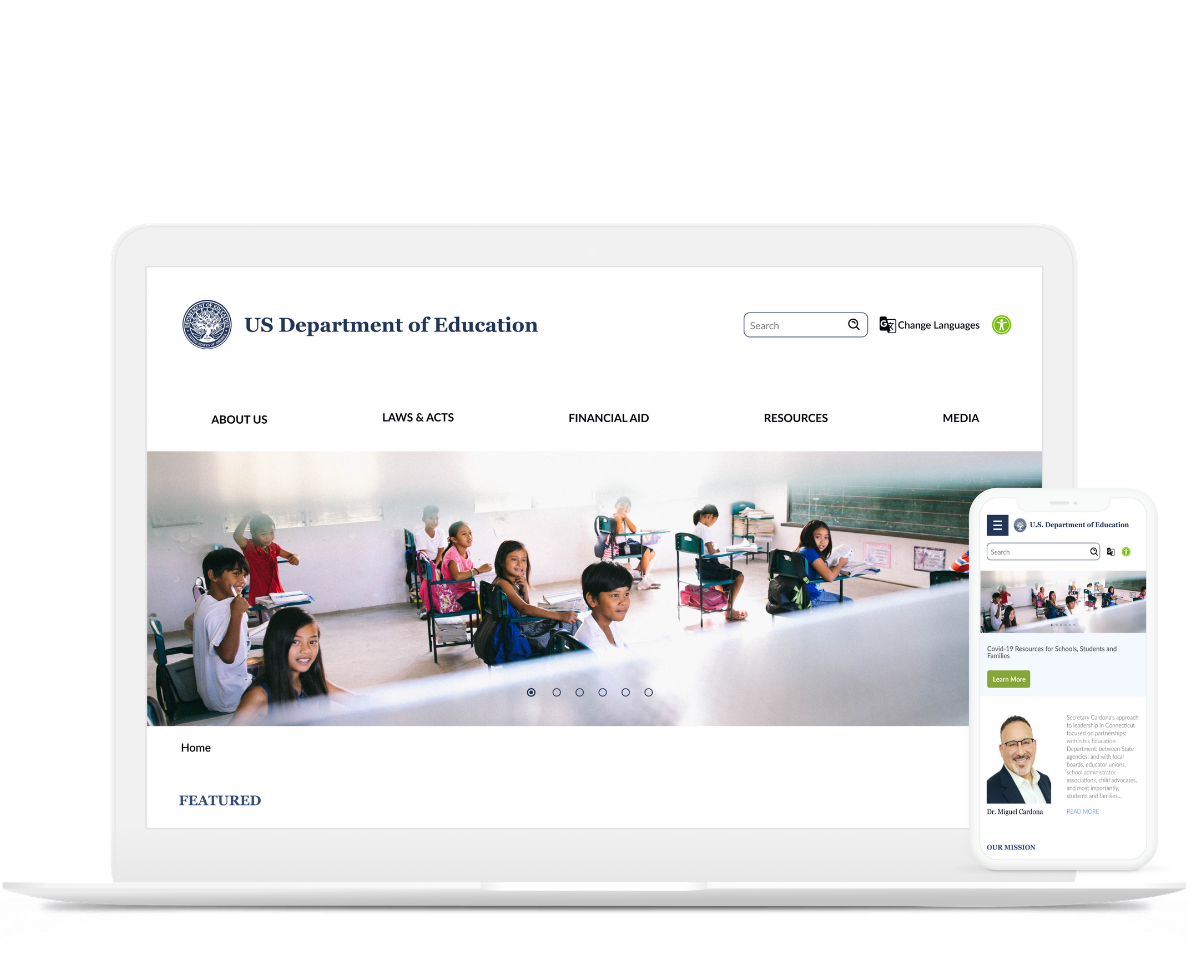 US Department of Education
Search
Change Languages
ABOUT US
LAWS & ACTS
FINANCIAL AID
RESOURCES
MEDIA
Home
FEATURED
U.S. Department of Education
Search
Covid-19 Resources for Schools, Students and
Families
Learn More
Secretary Cardona's approach
to leadership in Connecticut
focused on partnerships:
within his Education
Department; between State
agencies; and with local
boards, educator unions,
school administrator
associations, child advocates,
and most importantly,
students and families...
Dr. Miguel Cardona
READ MORE
OUR MISSION